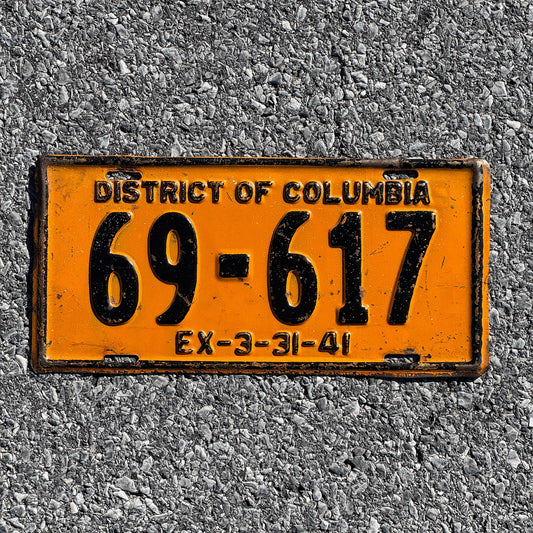 DISTRICT OF COLUMBIA
69-617
EX-3-31-41